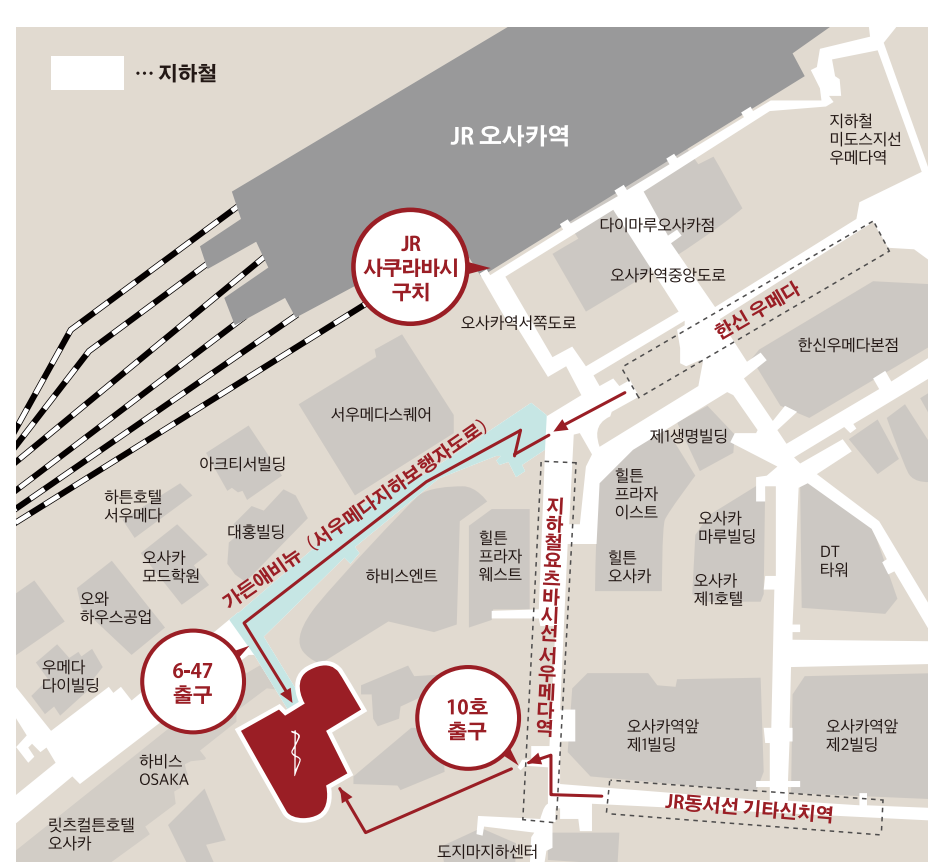 … 지하철
JR 오사카역
지하철
미도스지선
우메다역
다이마루오사카점
JR
사쿠라바시
구치
오사카역중앙도로
한신 우메다
오사카역서쪽도로
한신우메다본점
서우메다스퀘어
제1생명빌딩
아크티서빌딩
가든애비뉴 (서우메다지하보행자도로)
힐튼
프라자
이스트
하튼호텔
서우메다
지하철요츠바시선 서우메다역
오사카
마루빌딩
대홍빌딩
힐튼
프라자
웨스트
오사카
모드학원
하비스엔트
힐튼
오사카
DT
타워
오사카
제1호텔
오와
하우스공업
우메다
다이빌딩
6-47
출구
10호
출구
오사카역앞
제1빌딩
오사카역앞
제2빌딩
하비스
OSAKA
JR동서선 기타신치역
릿츠컬튼호텔
오사카
도지마지하센터